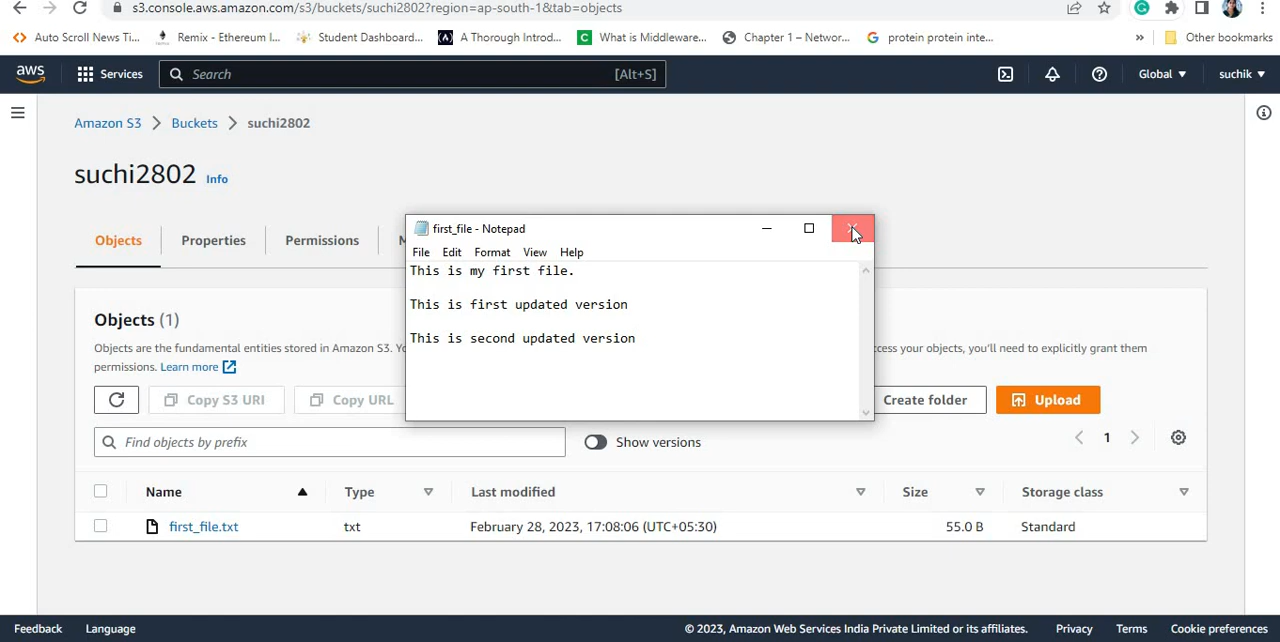 s3.console.aws.amazon.com/s3/buckets/suchi2802?region=ap-south-1&tab=objects
Auto Scroll News Ti... Remix - Ethereum I... Student Dashboard... A Thorough Introd... What is Middleware... Chapter 1 – Networ... protein protein inte... » Other bookmarks
aws Services Search [Alt+S] Global suchik
Amazon S3 Buckets suchi2802
suchi2802 Info
first_file - Notepad
Objects Properties Permissions M
File Edit Format View Help
This is my first file.
This is first updated version
This is second updated version
Objects (1)
Objects are the fundamental entities stored in Amazon S3. Yo ccess your objects, you'll need to explicitly grant them
permissions. Learn more
Copy S3 URI Copy URL Create folder Upload
Find objects by prefix Show versions 1
Name Type Last modified Size Storage class
first_file.txt txt February 28, 2023, 17:08:06 (UTC+05:30) 55.0 B Standard
Feedback Language © 2023, Amazon Web Services India Private Limited or its affiliates. Privacy Terms Cookie preferences